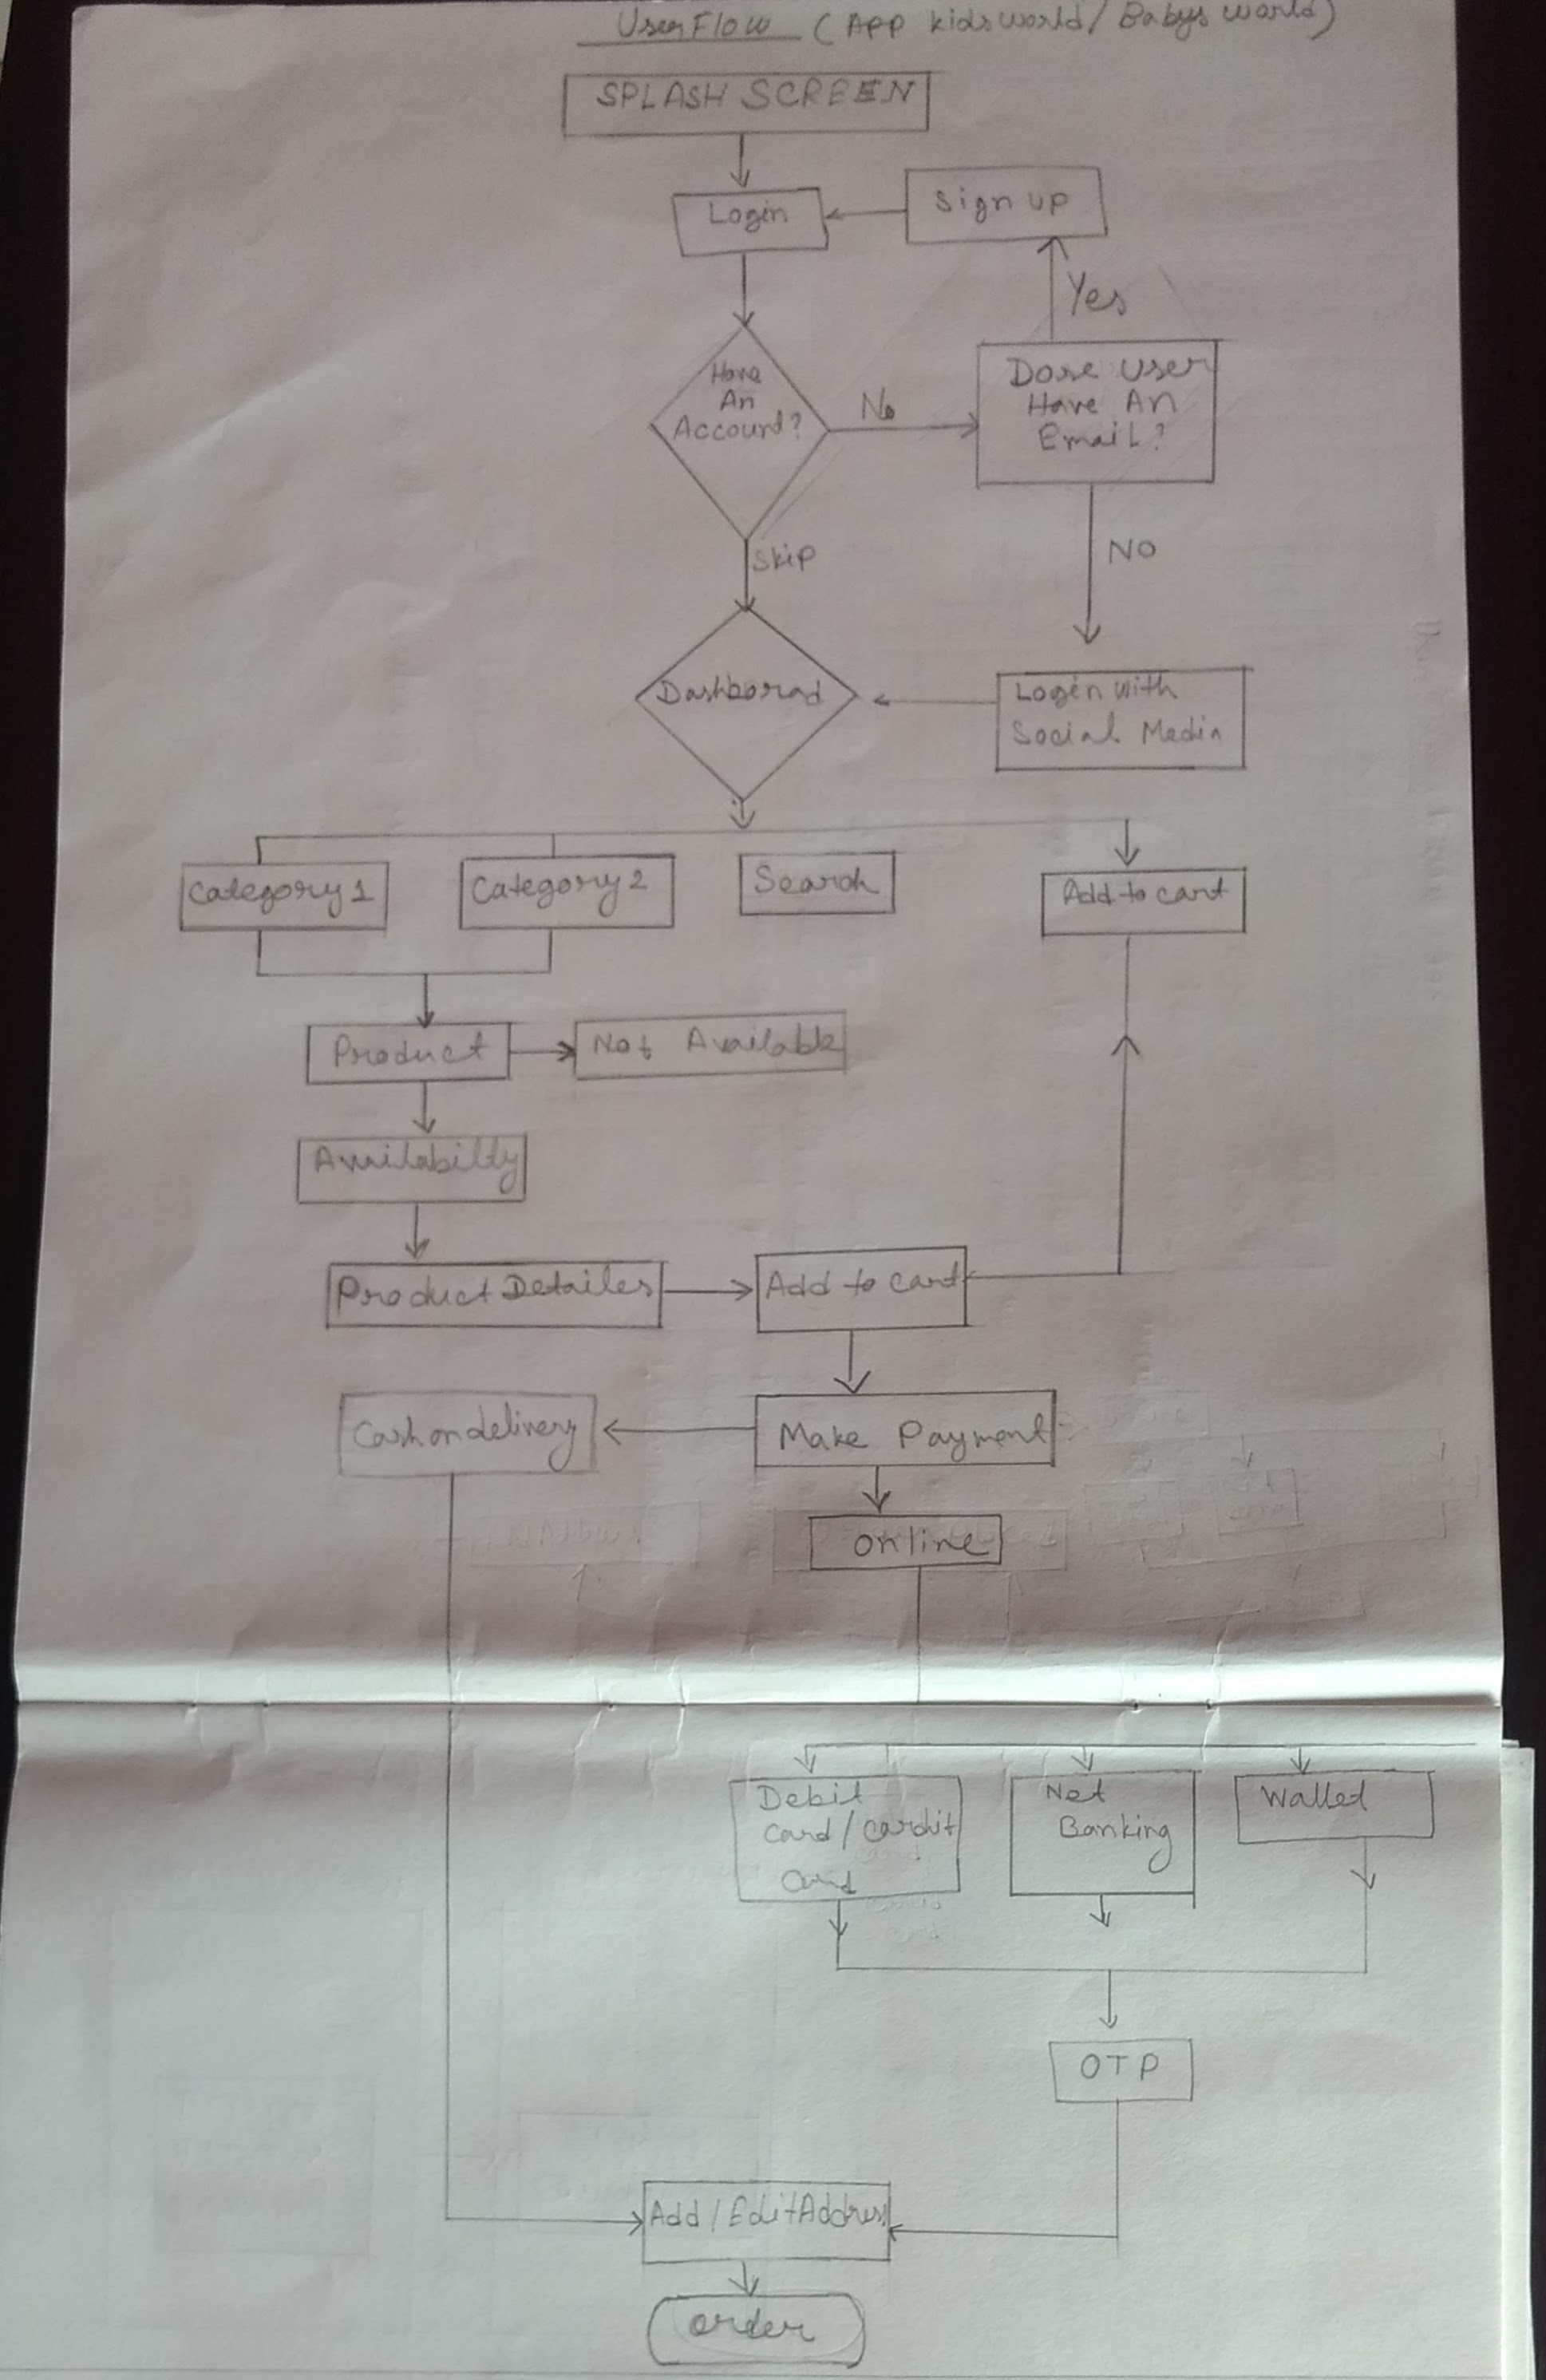 UserFlow (App kidsworld/Babys world)
SPLASH SCREEN
Login
Sign up
Yes
Have
An
Account?
No
Dose user
Have An
Email?
Skip
NO
Dashborad
Login with
Social Media
Category 1
Category 2
Search
Add to cart
Product
Not Available
Availabilty
Product Detailes
Add to cart
Cash on delivery
Make Payment
online
Debit
card/cardit
Card
Net
Banking
Wallet
OTP
Add/Edit Address
order